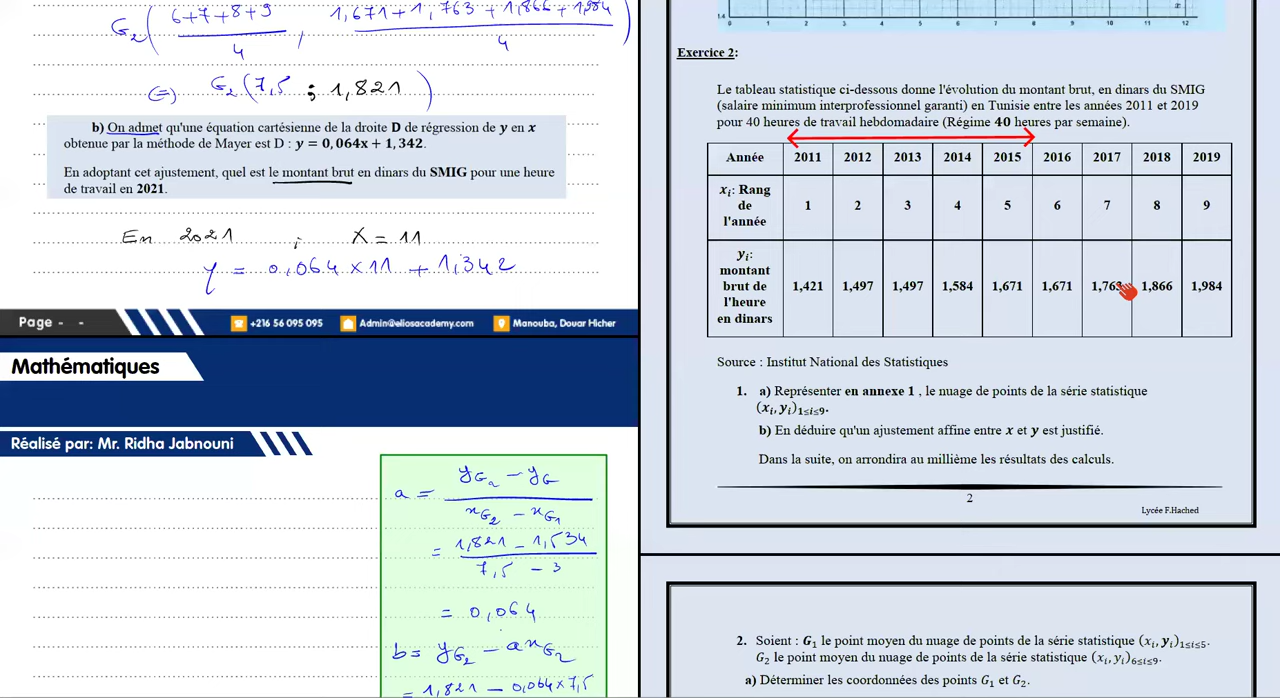 G₂ ( (6+7+8+9)/4 , (1,671+1,763+1,866+1,984)/4 )
(=) G₂ (7,5 ; 1,821)
b) On admet qu'une équation cartésienne de la droite D de régression de y en x
obtenue par la méthode de Mayer est D : y = 0,064x + 1,342.
En adoptant cet ajustement, quel est le montant brut en dinars du SMIG pour une heure
de travail en 2021.
En 2021 ; X = 11
y = 0,064 × 11 + 1,342
Page - -
+216 56 095 095
Admin@eliosacademy.com
Manouba, Douar Hicher
Mathématiques
Réalisé par: Mr. Ridha Jabnouni
a = (y_G₂ − y_G) / (x_G₂ − x_G₁)
= (1,821 − 1,534) / (7,5 − 3)
= 0,064
b = y_G₂ − a x_G₂
= 1,821 − 0,064 × 7,5
1.4
0 1 2 3 4 5 6 7 8 9 10 11 12
x
Exercice 2:
Le tableau statistique ci-dessous donne l'évolution du montant brut, en dinars du SMIG
(salaire minimum interprofessionnel garanti) en Tunisie entre les années 2011 et 2019
pour 40 heures de travail hebdomadaire (Régime 40 heures par semaine).
Année 2011 2012 2013 2014 2015 2016 2017 2018 2019
xᵢ: Rang
de
l'année
1 2 3 4 5 6 7 8 9
yᵢ:
montant
brut de
l'heure
en dinars
1,421 1,497 1,497 1,584 1,671 1,671 1,763 1,866 1,984
Source : Institut National des Statistiques
1. a) Représenter en annexe 1 , le nuage de points de la série statistique
(xᵢ, yᵢ)₁≤ᵢ≤₉.
b) En déduire qu'un ajustement affine entre x et y est justifié.
Dans la suite, on arrondira au millième les résultats des calculs.
2
Lycée F.Hached
2. Soient : G₁ le point moyen du nuage de points de la série statistique (xᵢ, yᵢ)₁≤ᵢ≤₅.
G₂ le point moyen du nuage de points de la série statistique (xᵢ, yᵢ)₆≤ᵢ≤₉.
a) Déterminer les coordonnées des points G₁ et G₂.